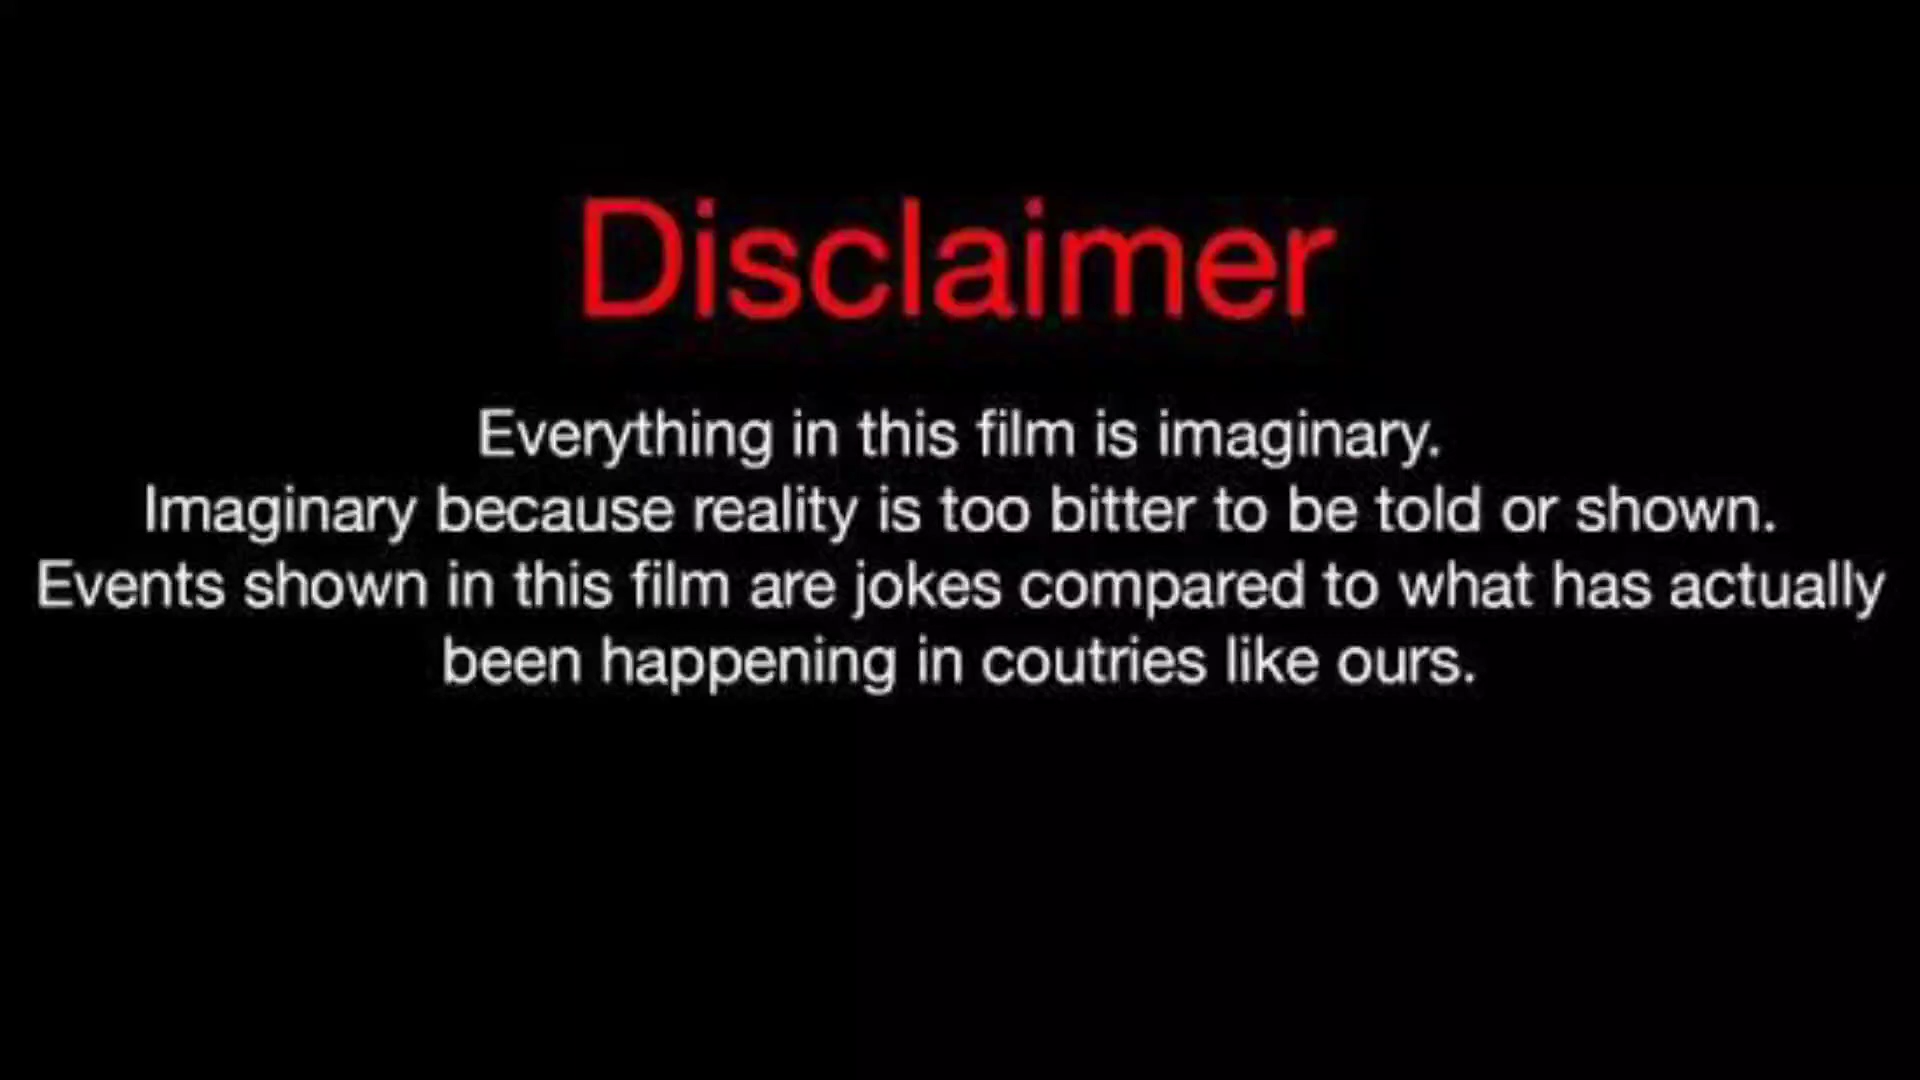 Disclaimer
Everything in this film is imaginary.
Imaginary because reality is too bitter to be told or shown.
Events shown in this film are jokes compared to what has actually
been happening in coutries like ours.